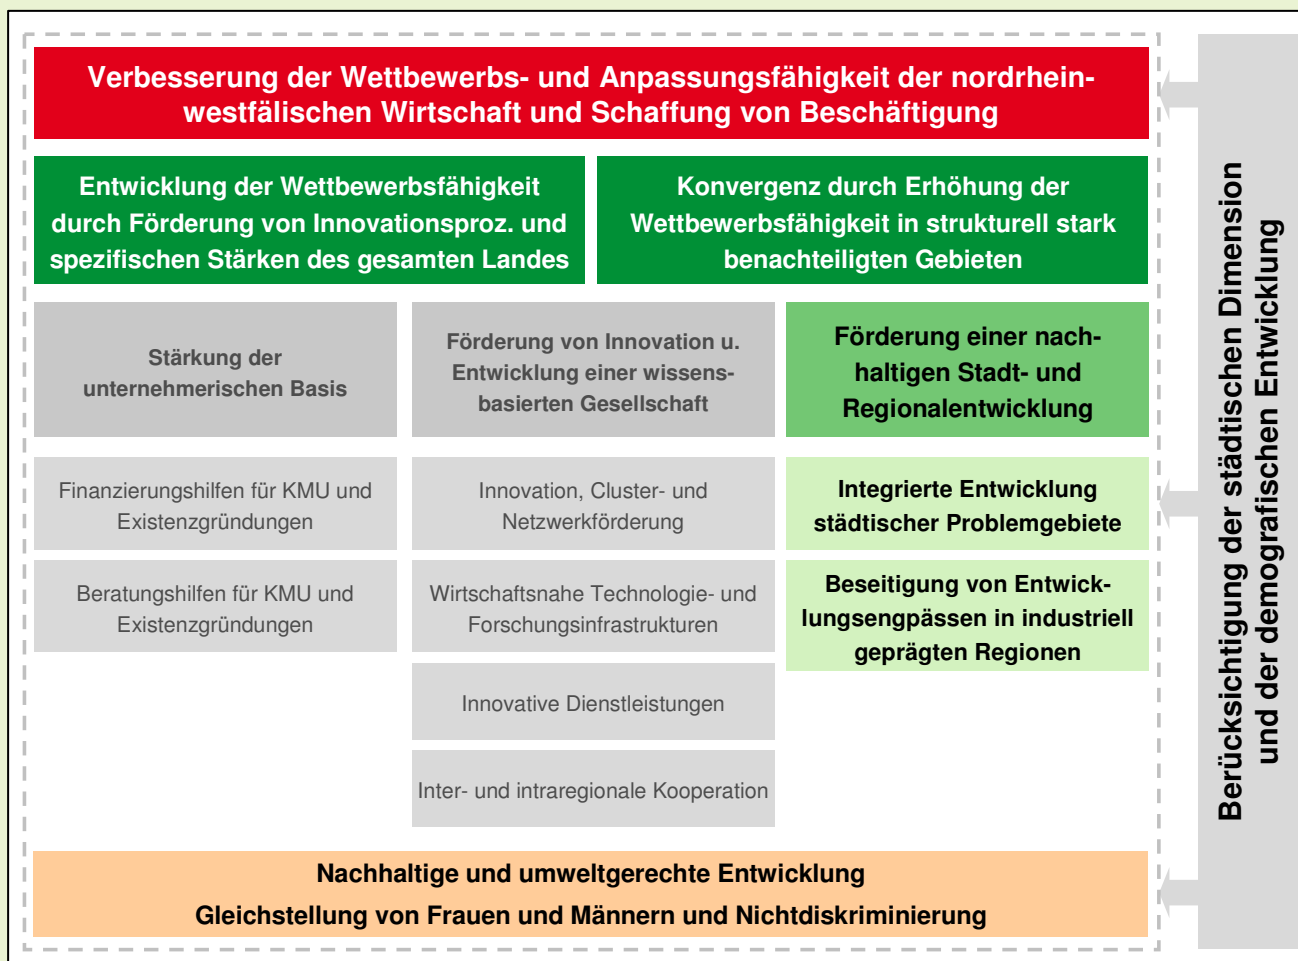 Verbesserung der Wettbewerbs- und Anpassungsfähigkeit der nordrhein-
westfälischen Wirtschaft und Schaffung von Beschäftigung
Entwicklung der Wettbewerbsfähigkeit
durch Förderung von Innovationsproz. und
spezifischen Stärken des gesamten Landes
Konvergenz durch Erhöhung der
Wettbewerbsfähigkeit in strukturell stark
benachteiligten Gebieten
Stärkung der
unternehmerischen Basis
Förderung von Innovation u.
Entwicklung einer wissens-
basierten Gesellschaft
Förderung einer nach-
haltigen Stadt- und
Regionalentwicklung
Finanzierungshilfen für KMU und
Existenzgründungen
Innovation, Cluster- und
Netzwerkförderung
Integrierte Entwicklung
städtischer Problemgebiete
Beratungshilfen für KMU und
Existenzgründungen
Wirtschaftsnahe Technologie- und
Forschungsinfrastrukturen
Beseitigung von Entwick-
lungsengpässen in industriell
geprägten Regionen
Innovative Dienstleistungen
Inter- und intraregionale Kooperation
Nachhaltige und umweltgerechte Entwicklung
Gleichstellung von Frauen und Männern und Nichtdiskriminierung
Berücksichtigung der städtischen Dimension
und der demografischen Entwicklung